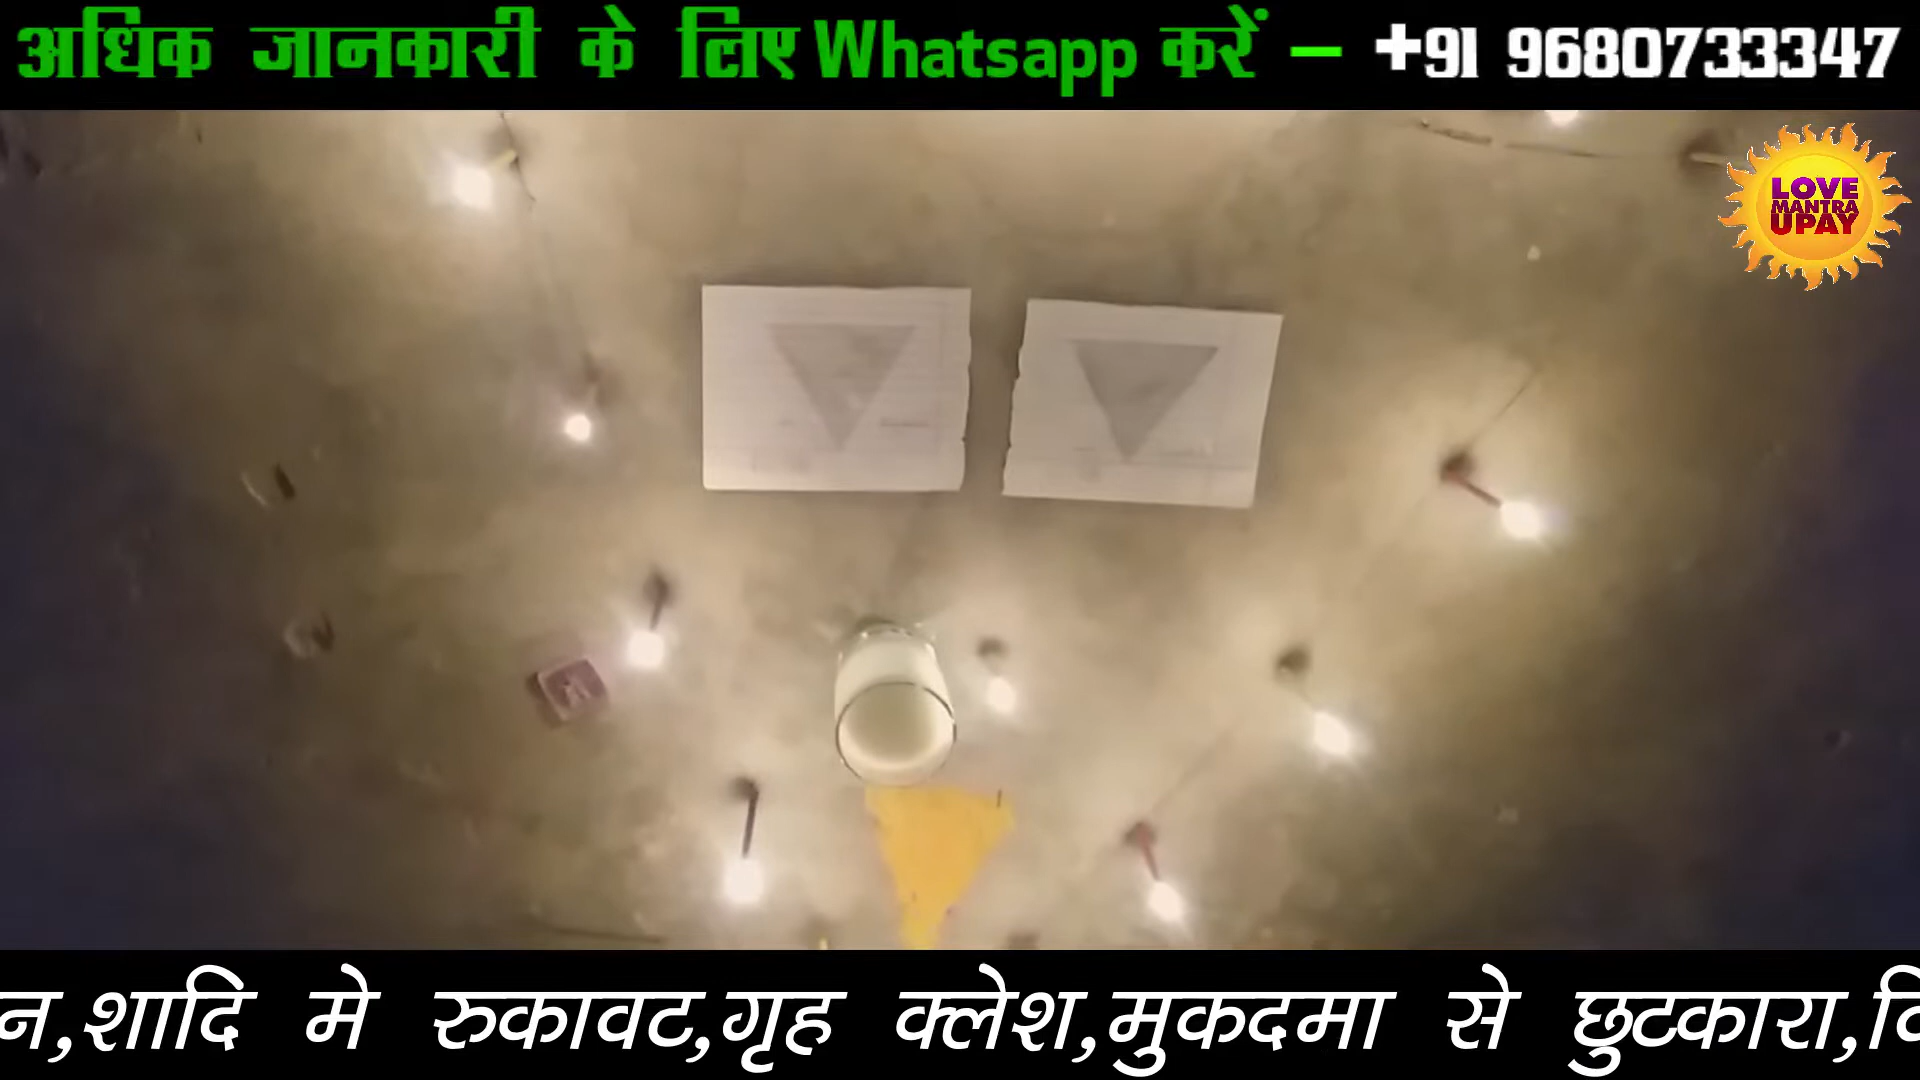 अधिक जानकारी के लिए Whatsapp करें – +91 9680733347
LOVE
MANTRA
UPAY
न,शादि मे रुकावट,गृह क्लेश,मुकदमा से छुटकारा,वि